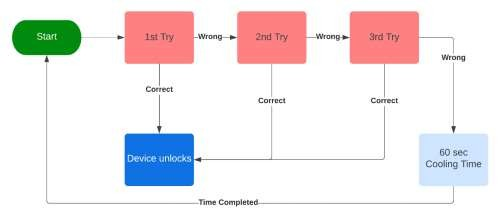 Start
1st Try
Wrong
2nd Try
Wrong
3rd Try
Wrong
Correct
Correct
Correct
Device unlocks
60 sec
Cooling Time
Time Completed